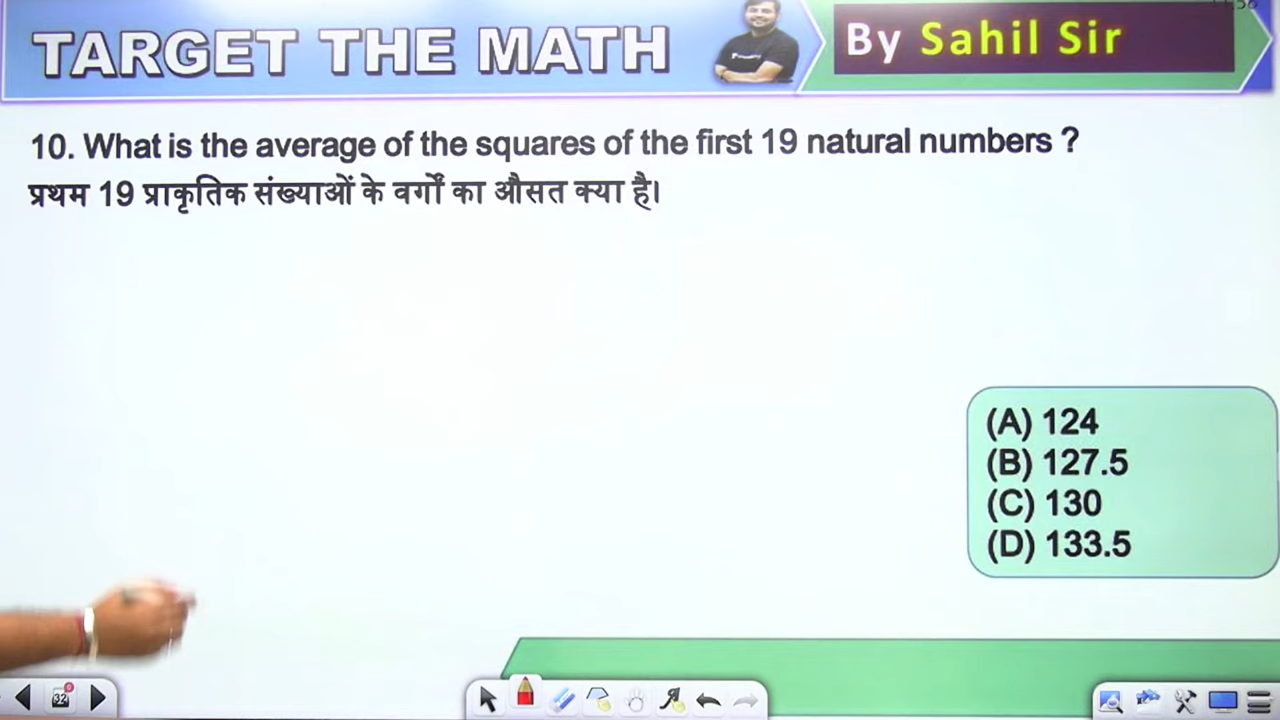 TARGET THE MATH
By Sahil Sir
10. What is the average of the squares of the first 19 natural numbers ?
प्रथम 19 प्राकृतिक संख्याओं के वर्गों का औसत क्या है।
(A) 124
(B) 127.5
(C) 130
(D) 133.5
32